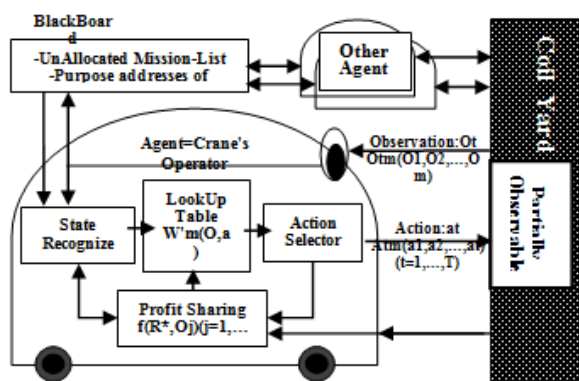 BlackBoar
d
-UnAllocated Mission-List
-Purpose addresses of
Other
Agent
Coil Yard
Partially
Observable
Agent=Crane's
Operator
Observation:Ot
Otm(O1,O2,...,O
m)
State
Recognize
LookUp
Table
W'm(O,a
)
Action
Selector
Action:at
Atm(a1,a2,...,at)
(t=1,...,T)
Profit Sharing
f(R*,Oj)(j=1,...